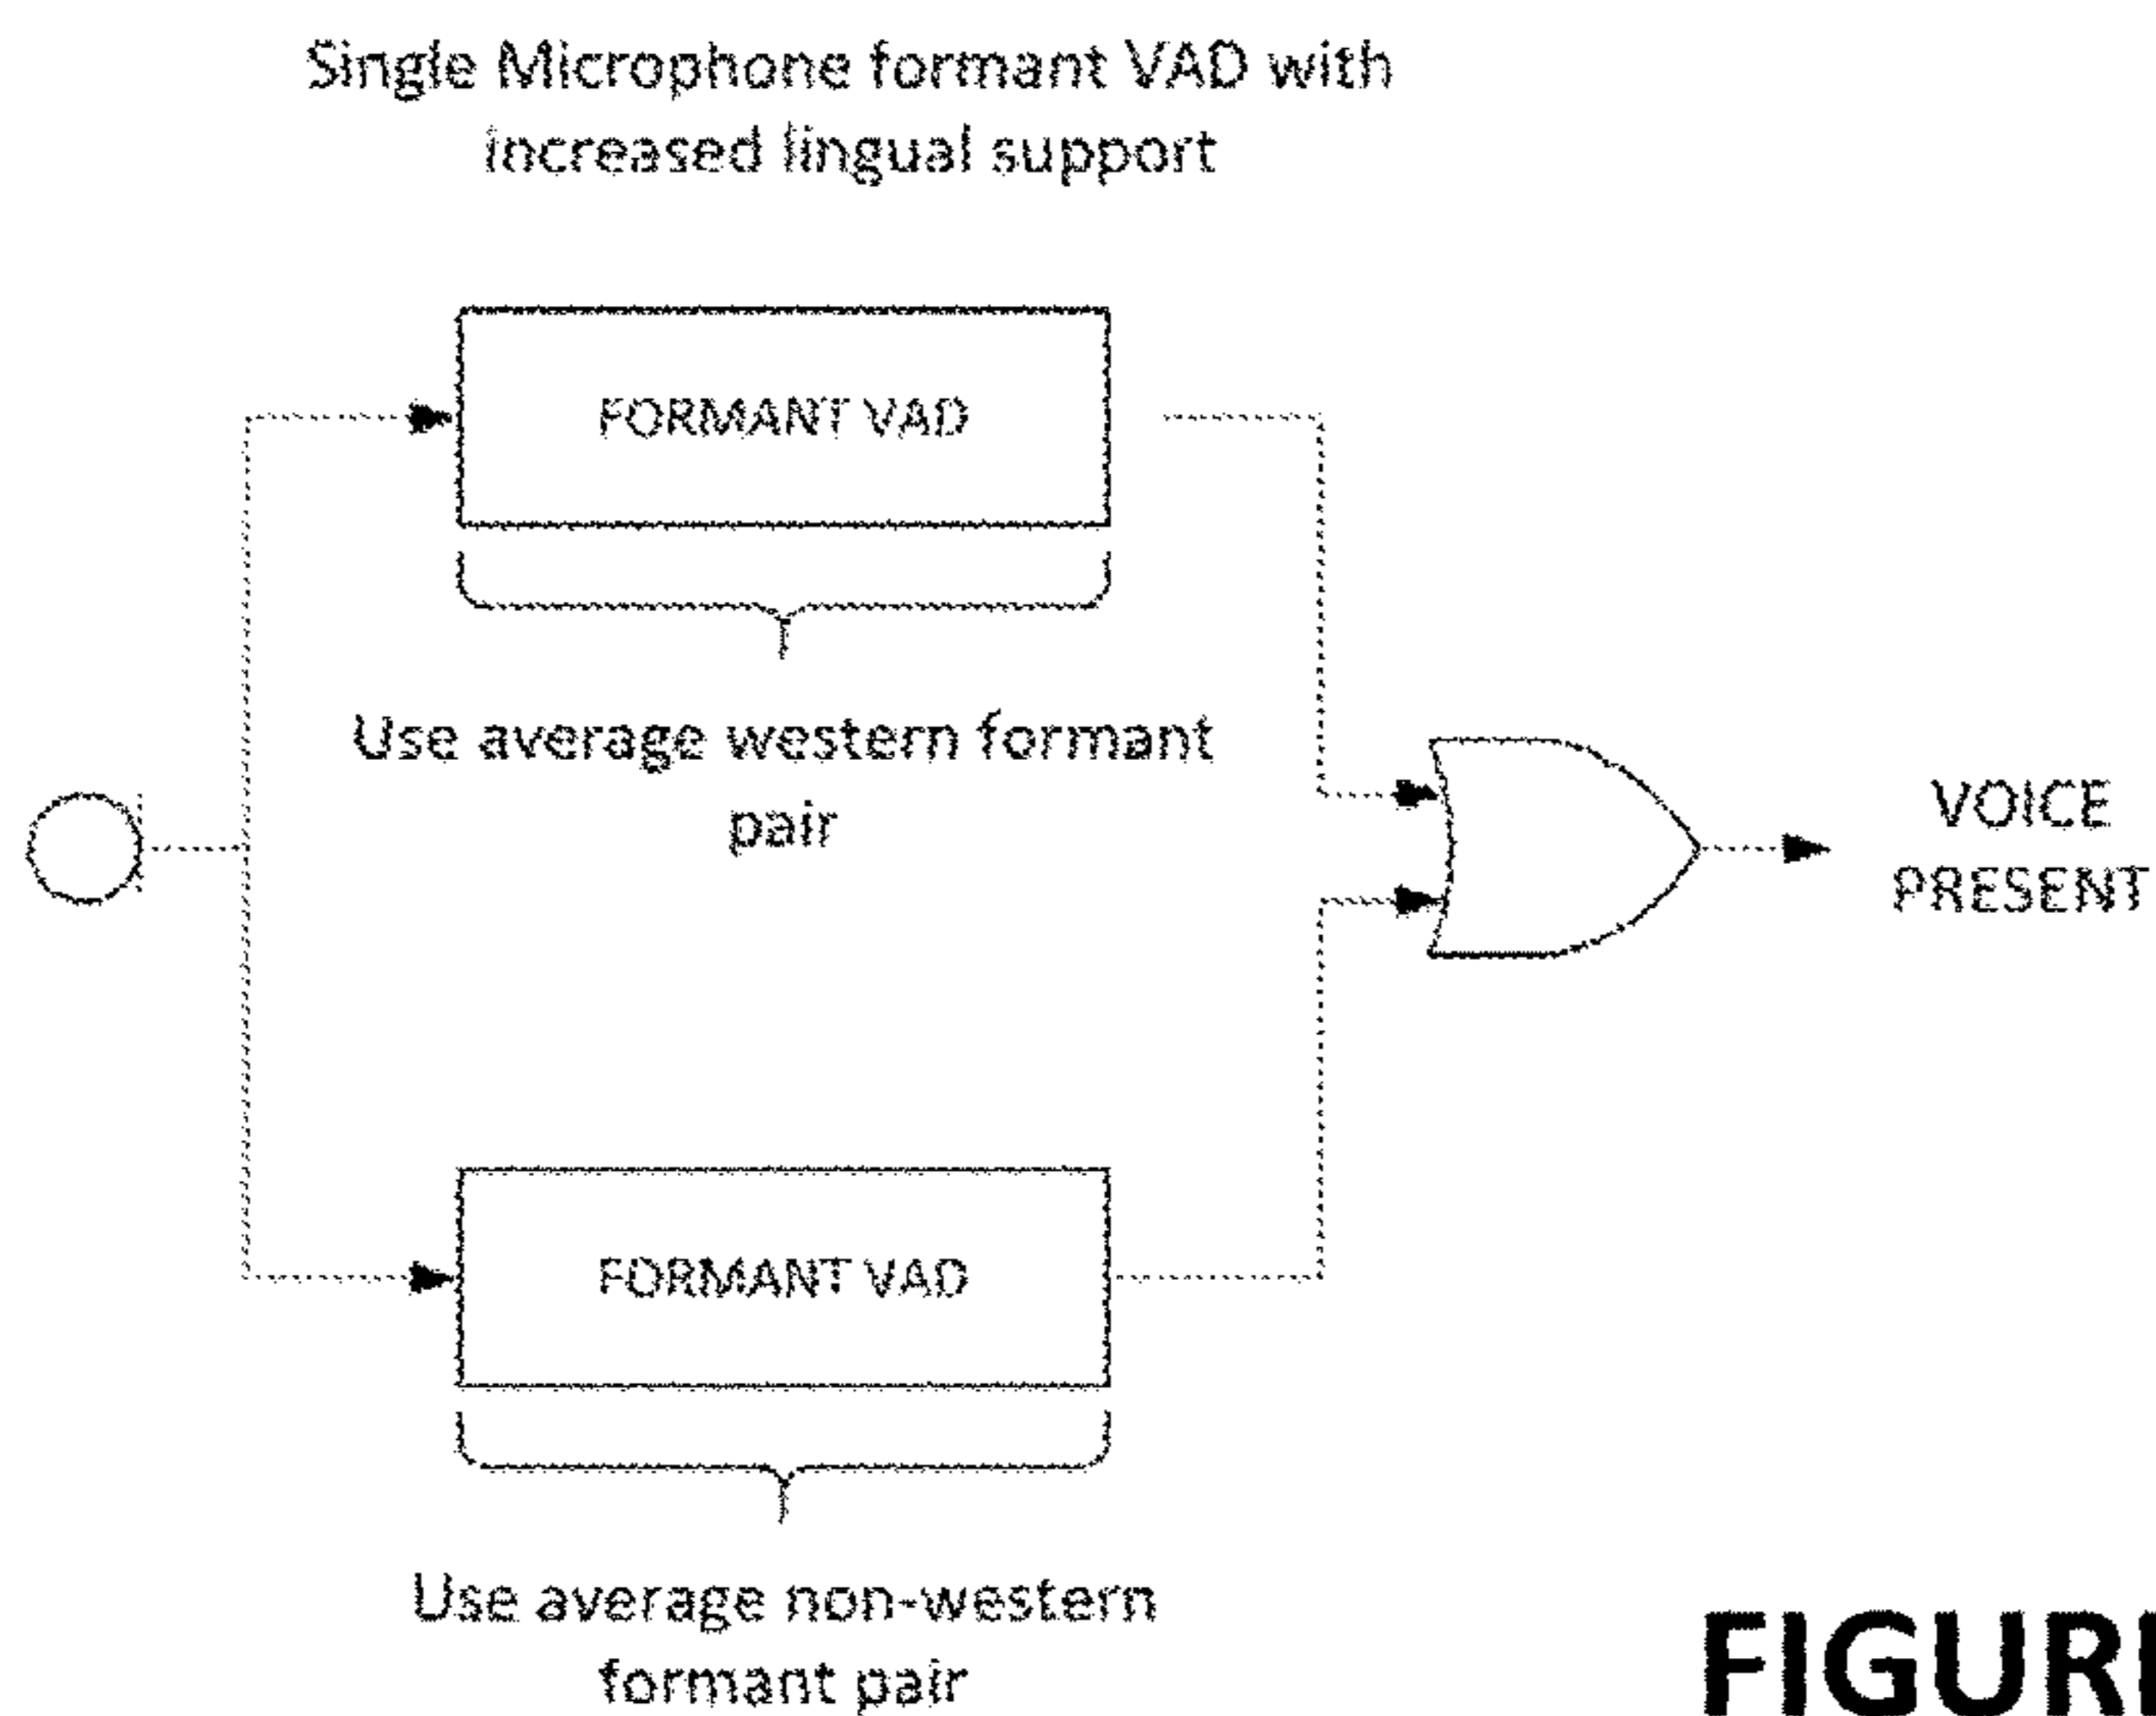 Single Microphone formant VAD with
increased lingual support
FORMANT VAD
Use average western formant
pair
VOICE
PRESENT
FORMANT VAD
Use average non-western
formant pair